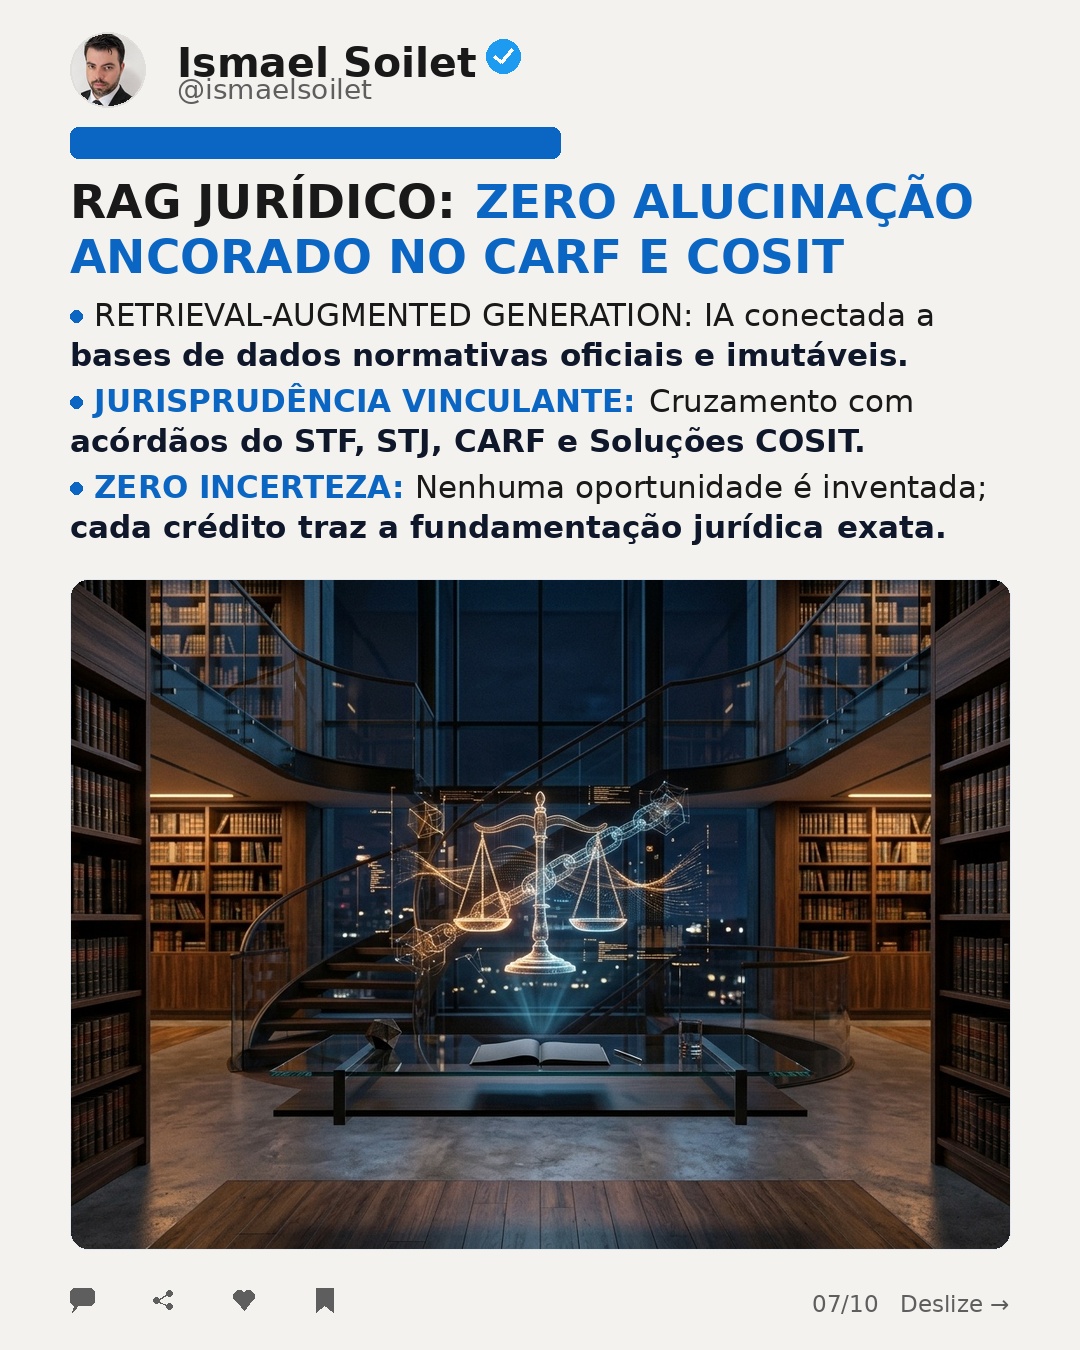 Ismael Soilet
@ismaelsoilet
RAG JURÍDICO: ZERO ALUCINAÇÃO
ANCORADO NO CARF E COSIT
• RETRIEVAL-AUGMENTED GENERATION: IA conectada a
bases de dados normativas oficiais e imutáveis.
• JURISPRUDÊNCIA VINCULANTE: Cruzamento com
acórdãos do STF, STJ, CARF e Soluções COSIT.
• ZERO INCERTEZA: Nenhuma oportunidade é inventada;
cada crédito traz a fundamentação jurídica exata.
07/10 Deslize →